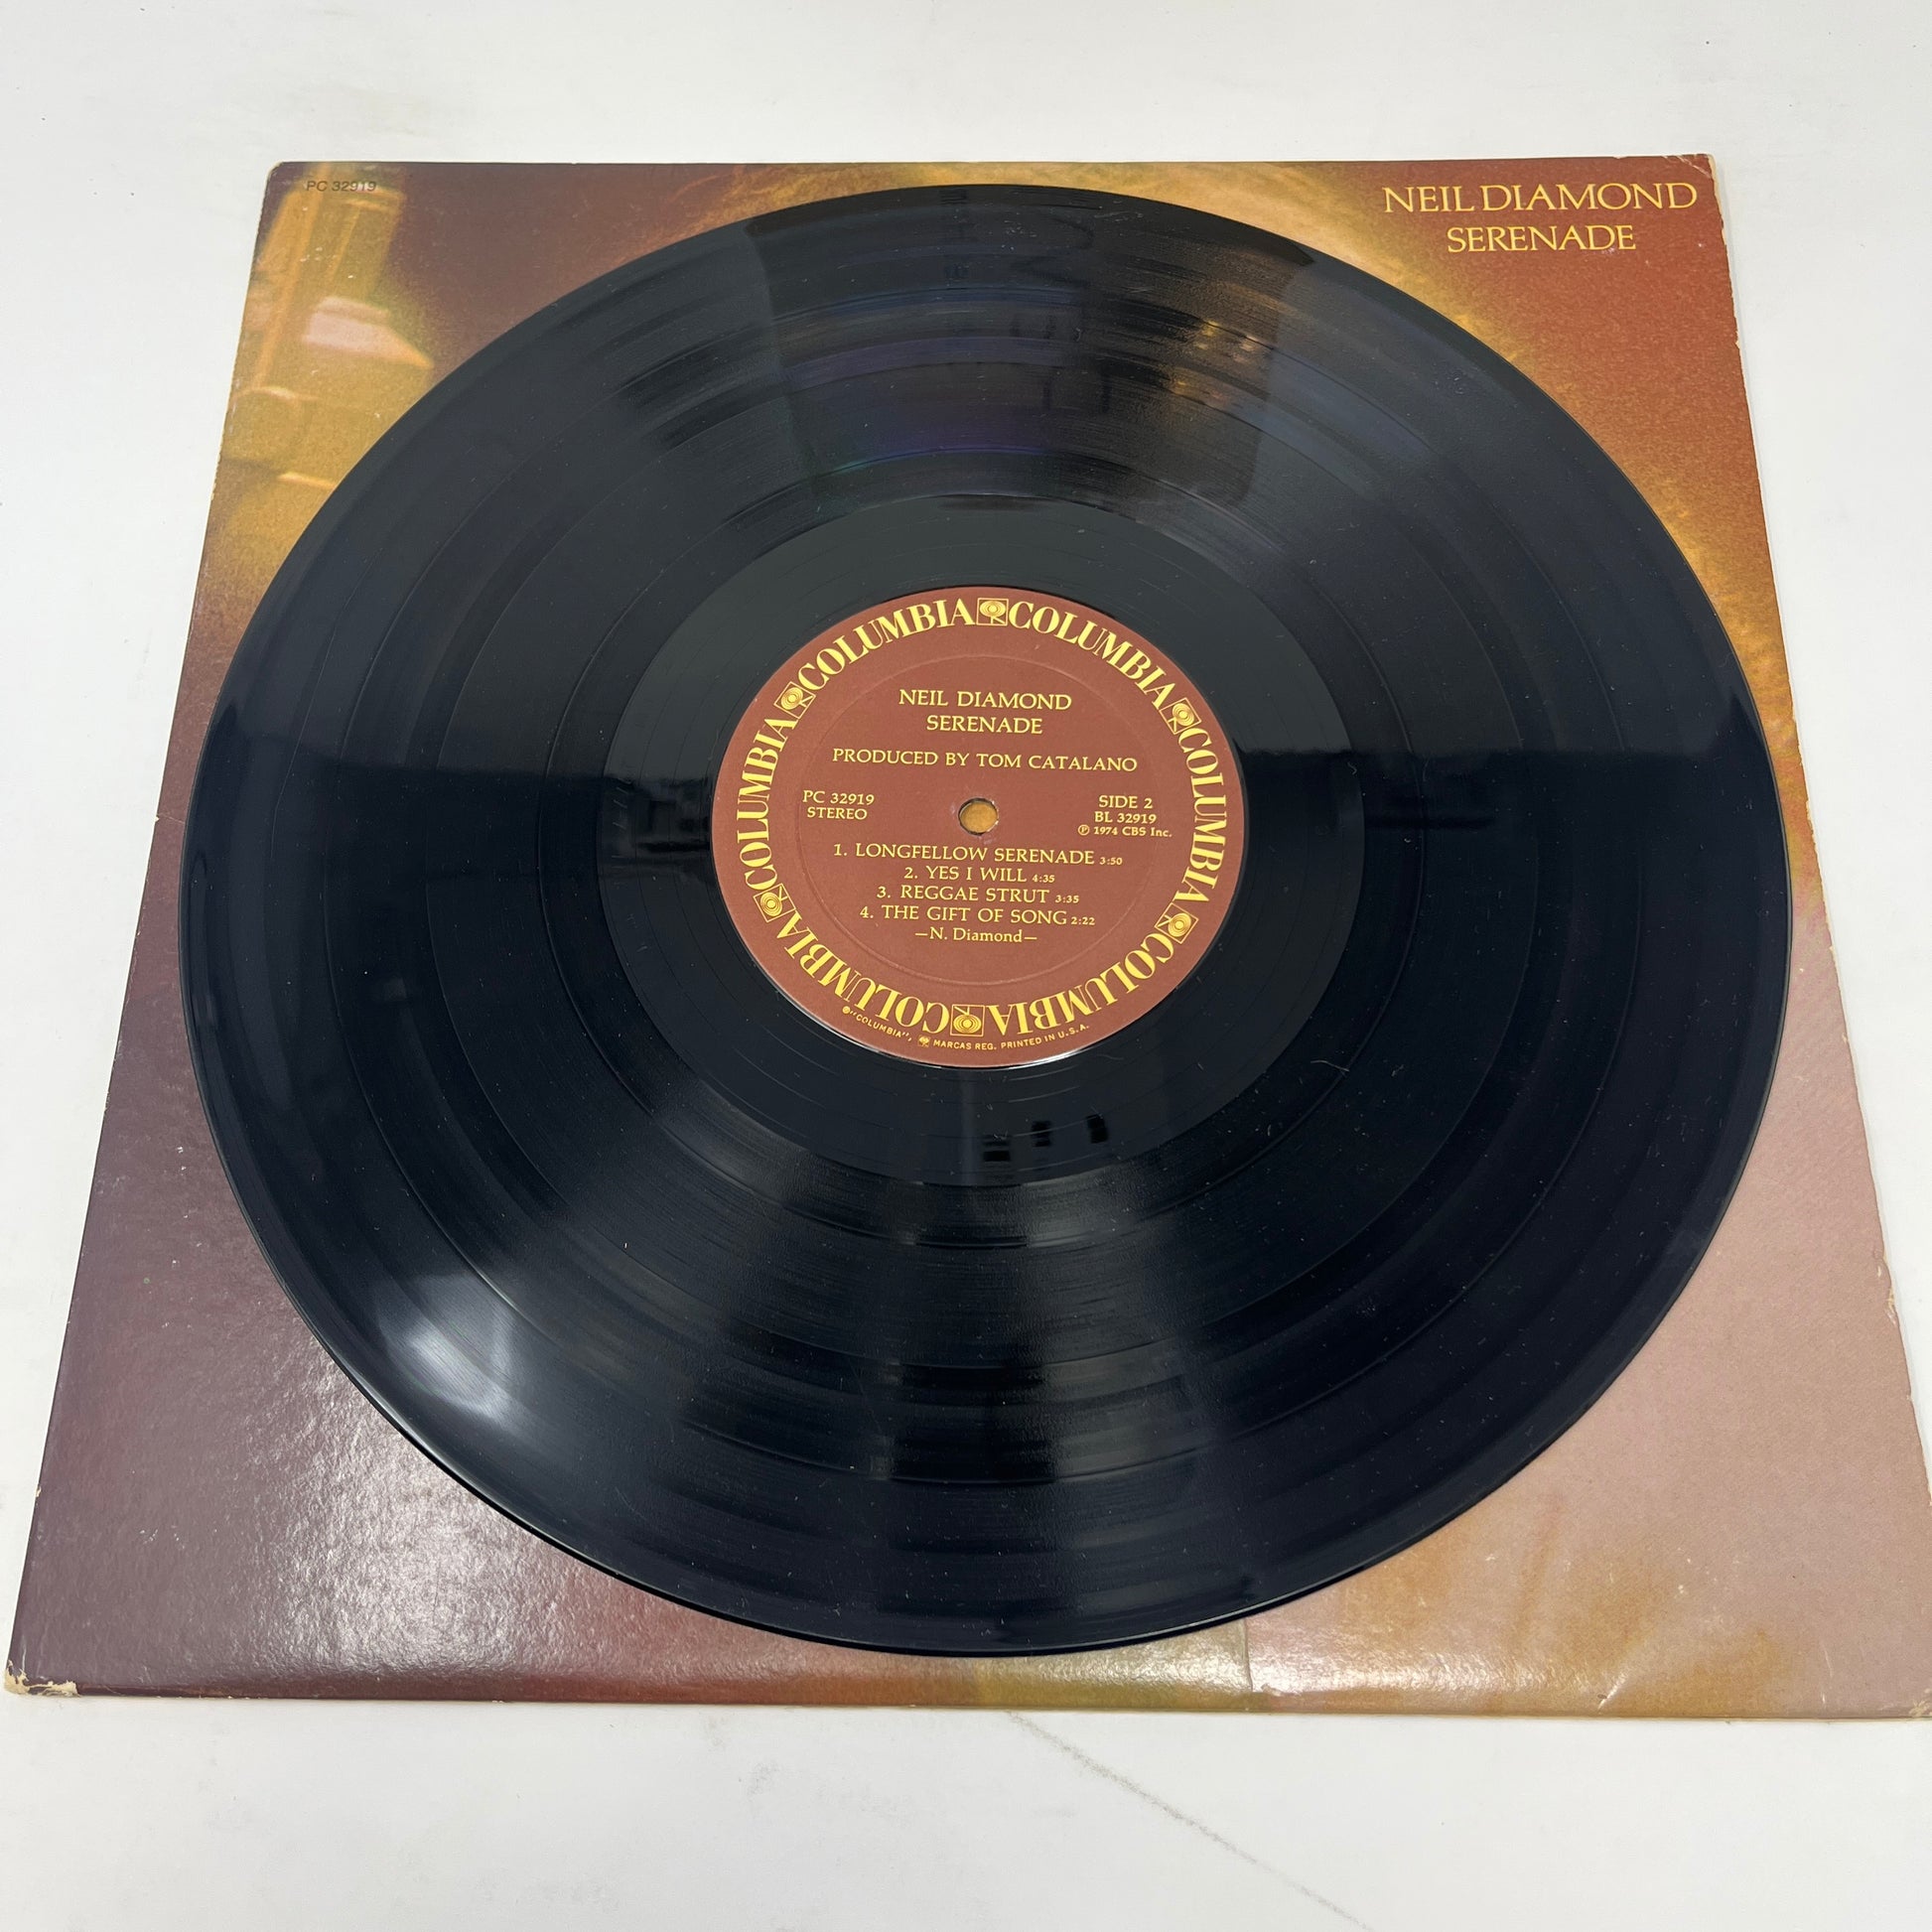 PC 32919
NEIL DIAMOND
SERENADE
COLUMBIA COLUMBIA COLUMBIA COLUMBIA COLUMBIA COLUMBIA
NEIL DIAMOND
SERENADE
PRODUCED BY TOM CATALANO
PC 32919
STEREO
SIDE 2
BL 32919
℗ 1974 CBS Inc.
1. LONGFELLOW SERENADE 3:50
2. YES I WILL 4:35
3. REGGAE STRUT 3:35
4. THE GIFT OF SONG 2:22
—N. Diamond—
®"COLUMBIA", MARCAS REG. PRINTED IN U.S.A.